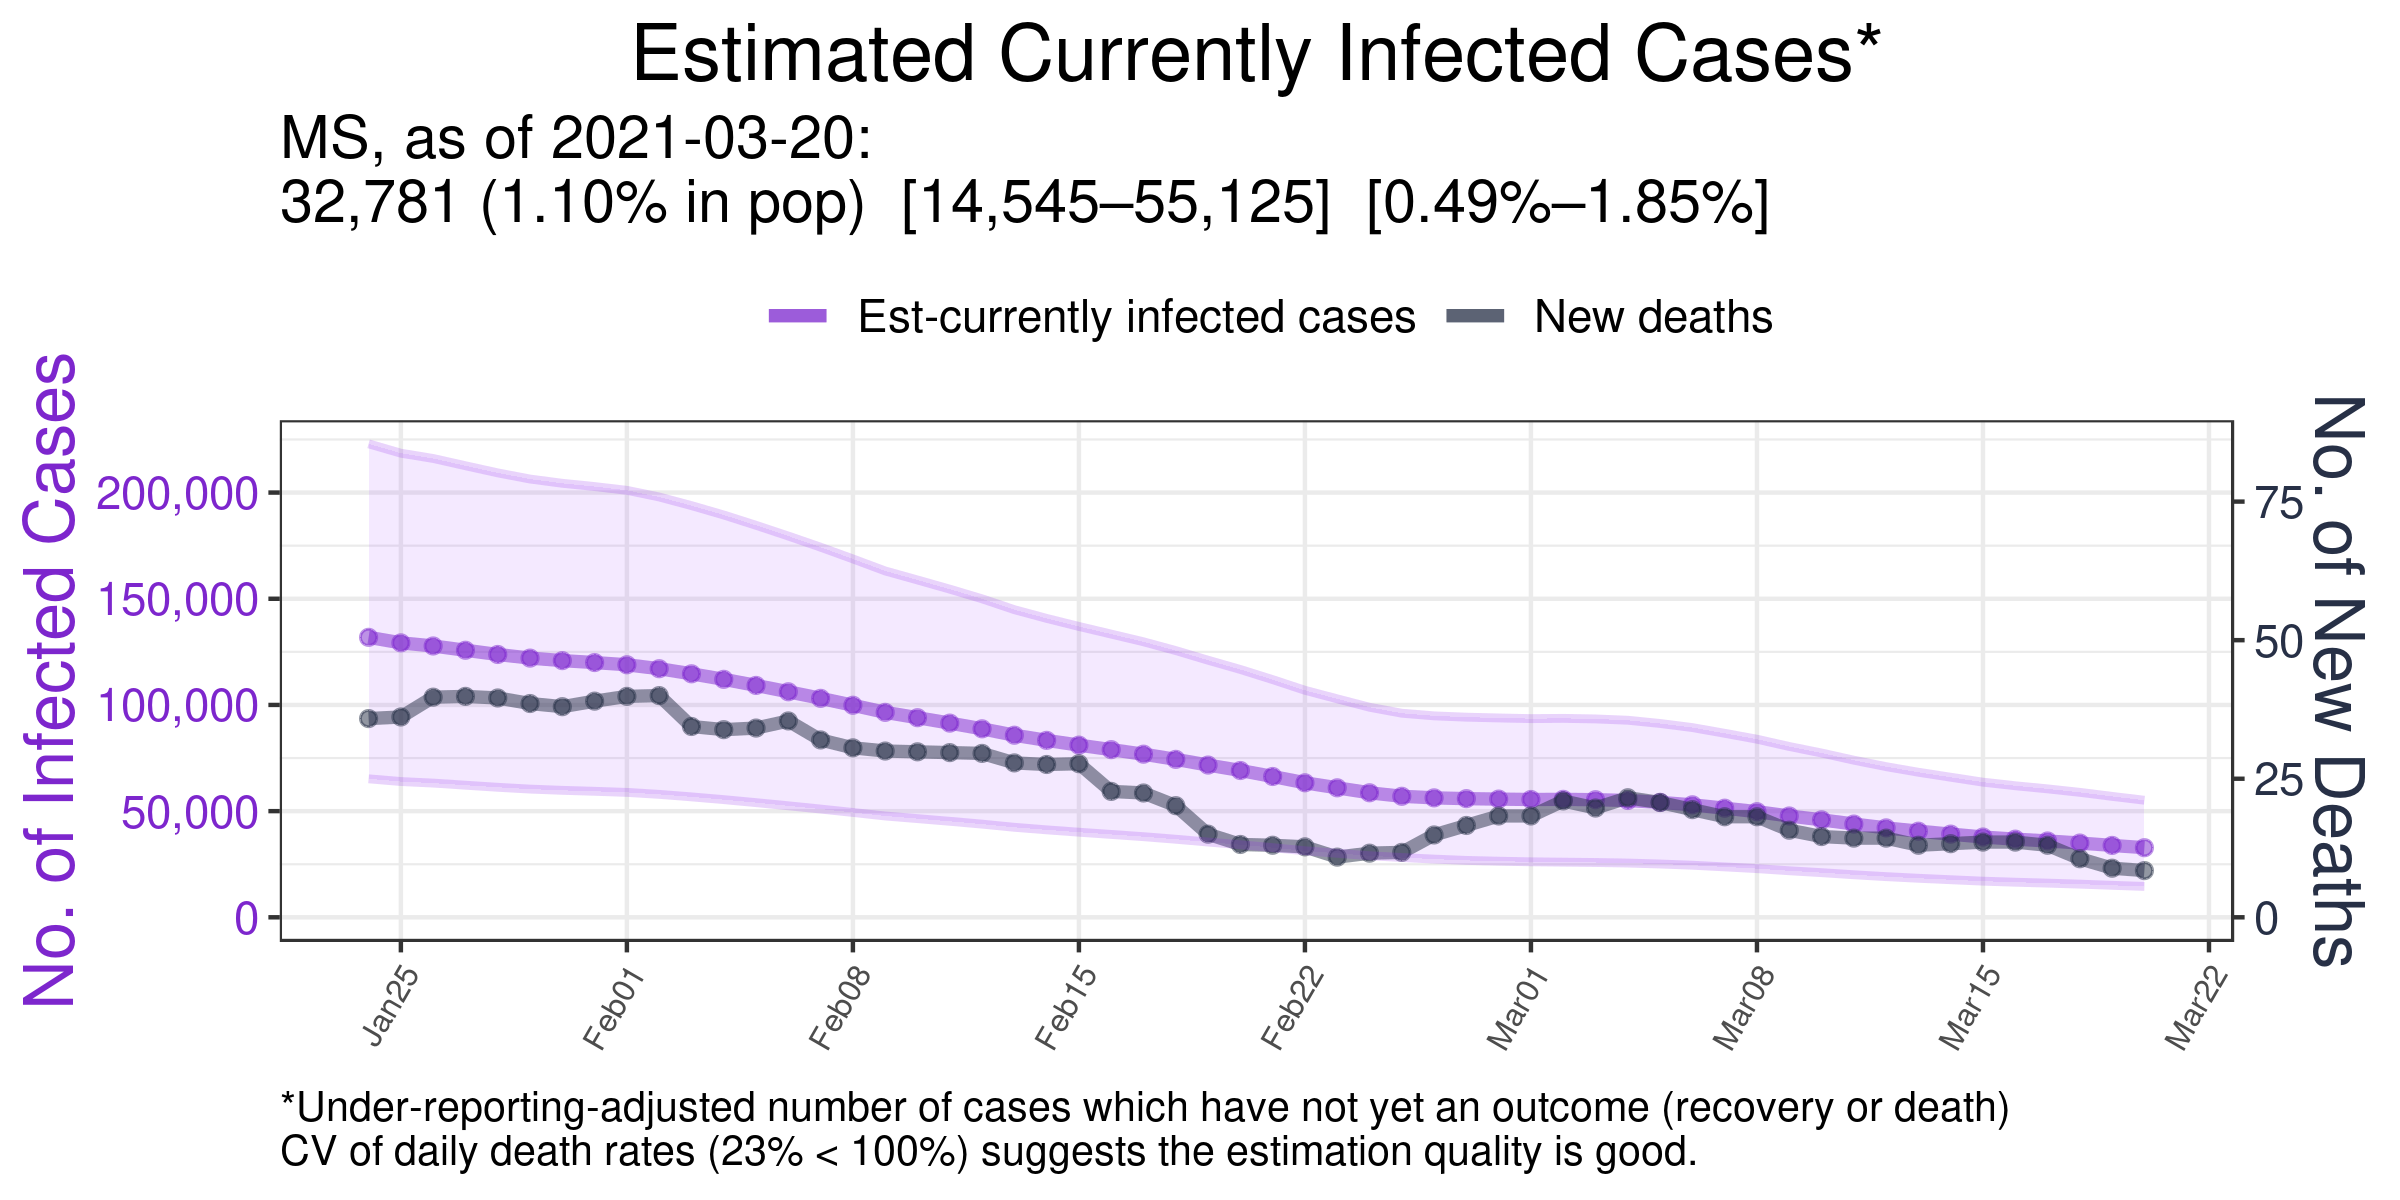 Estimated Currently Infected Cases*
MS, as of 2021-03-20:
32,781 (1.10% in pop)  [14,545–55,125]  [0.49%–1.85%]
Est-currently infected cases
New deaths
No. of Infected Cases
200,000
150,000
100,000
50,000
0
75
50
25
0
No. of New Deaths
Jan25
Feb01
Feb08
Feb15
Feb22
Mar01
Mar08
Mar15
Mar22
*Under-reporting-adjusted number of cases which have not yet an outcome (recovery or death)
CV of daily death rates (23% < 100%) suggests the estimation quality is good.